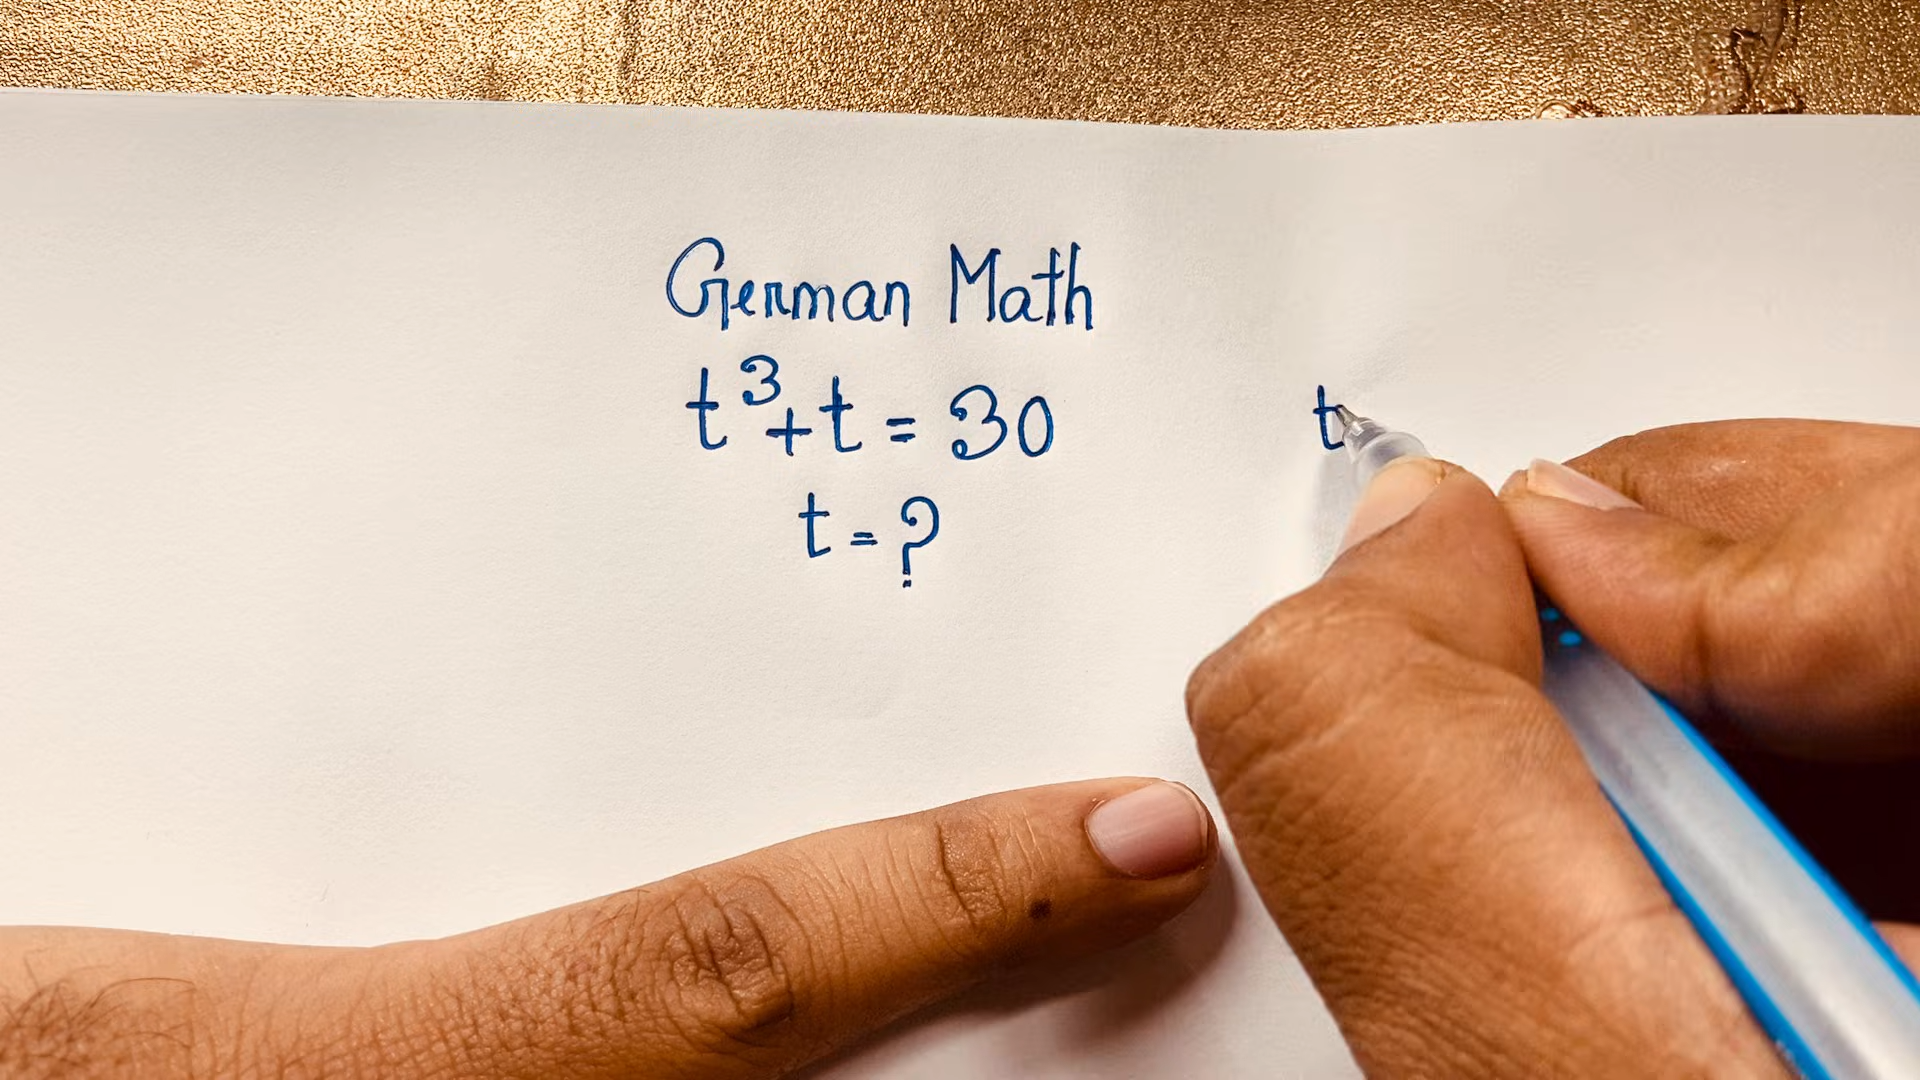 German Math
t³+t = 30
t
t = ?